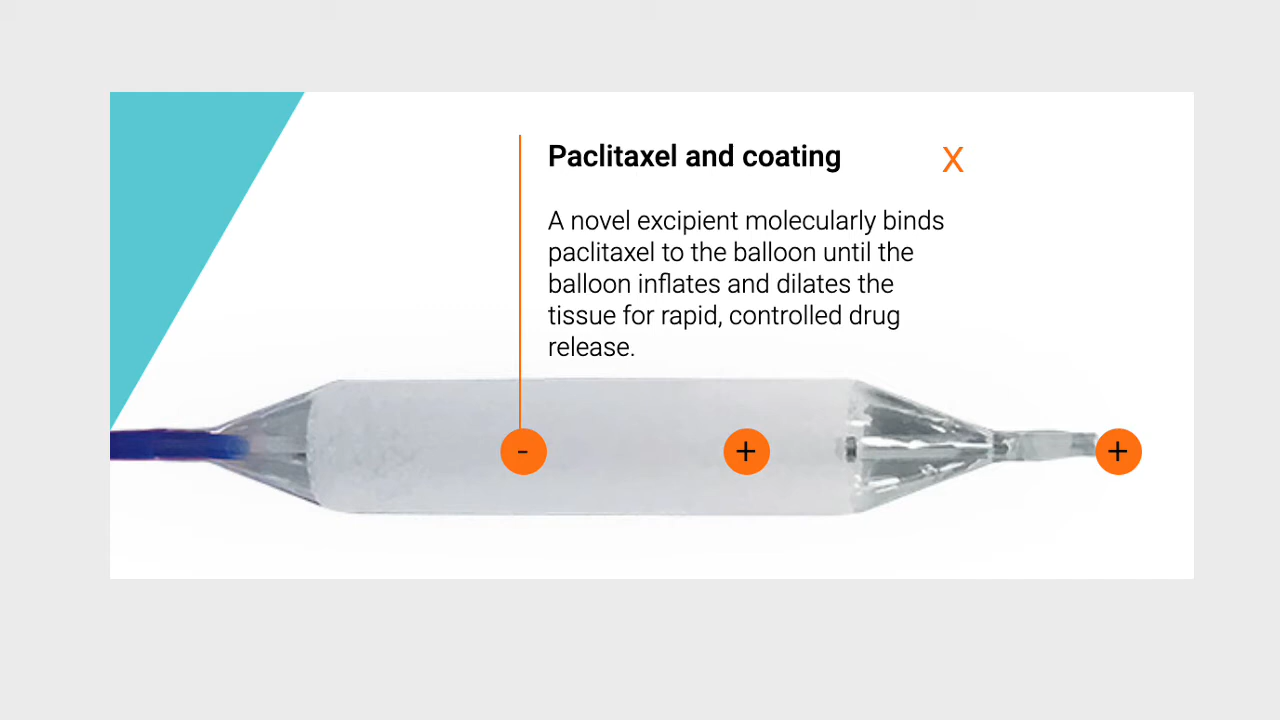 Paclitaxel and coating
X
A novel excipient molecularly binds
paclitaxel to the balloon until the
balloon inflates and dilates the
tissue for rapid, controlled drug
release.
-
+
+